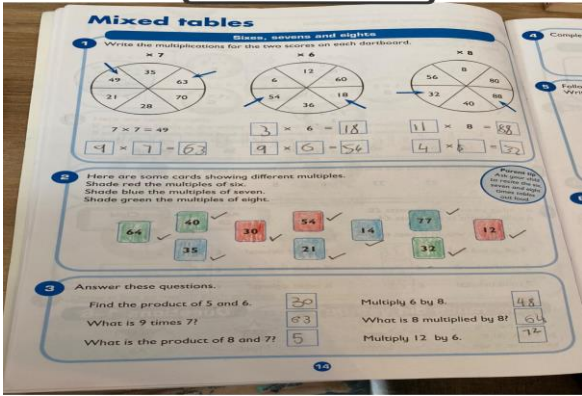 Mixed tables
Sixes, sevens and eights
1 Write the multiplications for the two scores on each dartboard.
× 7 × 6 × 8
35 49 63 21 70 28
12 6 60 54 18 36
8 56 80 32 88 40
7 × 7 = 49 3 × 6 = 18 11 × 8 = 88
9 × 7 = 63 9 × 6 = 54 4 × = 32
2 Here are some cards showing different multiples.
Shade red the multiples of six.
Shade blue the multiples of seven.
Shade green the multiples of eight.
64 40 30 54 14 77 12
35 21 32
3 Answer these questions.
Find the product of 5 and 6. 30 Multiply 6 by 8. 48
What is 9 times 7? 63 What is 8 multiplied by 8? 64
What is the product of 8 and 7? 5 Multiply 12 by 6. 72
14
4
5